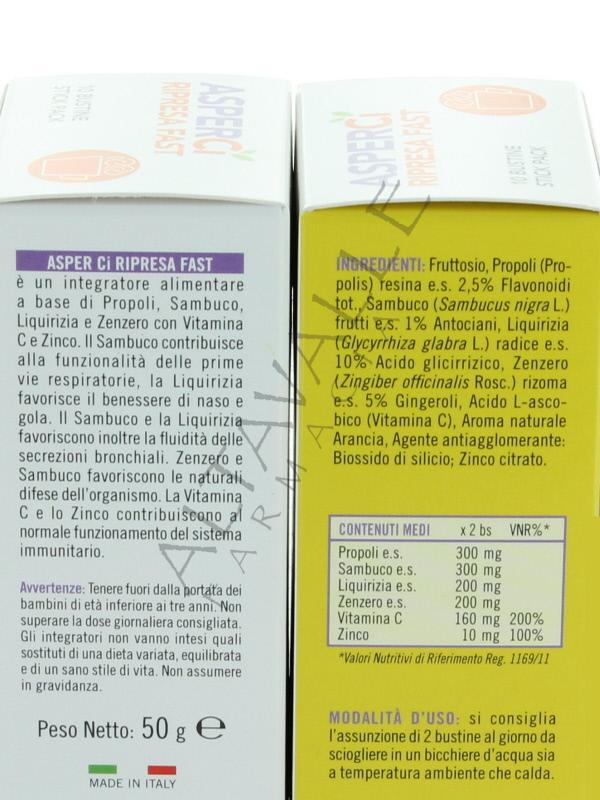 ASPERCi
RIPRESA FAST
10 BUSTINE
STICK PACK
ASPER Ci RIPRESA FAST
è un integratore alimentare
a base di Propoli, Sambuco,
Liquirizia e Zenzero con Vitamina
C e Zinco. Il Sambuco contribuisce
alla funzionalità delle prime
vie respiratorie, la Liquirizia
favorisce il benessere di naso e
gola. Il Sambuco e la Liquirizia
favoriscono inoltre la fluidità delle
secrezioni bronchiali. Zenzero e
Sambuco favoriscono le naturali
difese dell'organismo. La Vitamina
C e lo Zinco contribuiscono al
normale funzionamento del sistema
immunitario.
Avvertenze: Tenere fuori dalla portata dei
bambini di età inferiore ai tre anni. Non
superare la dose giornaliera consigliata.
Gli integratori non vanno intesi quali
sostituti di una dieta variata, equilibrata
e di un sano stile di vita. Non assumere
in gravidanza.
Peso Netto: 50 g e
MADE IN ITALY
ASPERCi
RIPRESA FAST
10 BUSTINE
STICK PACK
INGREDIENTI: Fruttosio, Propoli (Pro-
polis) resina e.s. 2,5% Flavonoidi
tot., Sambuco (Sambucus nigra L.)
frutti e.s. 1% Antociani, Liquirizia
(Glycyrrhiza glabra L.) radice e.s.
10% Acido glicirrizico, Zenzero
(Zingiber officinalis Rosc.) rizoma
e.s. 5% Gingeroli, Acido L-asco-
bico (Vitamina C), Aroma naturale
Arancia, Agente antiagglomerante:
Biossido di silicio; Zinco citrato.
CONTENUTI MEDI x 2 bs VNR%*
Propoli e.s. 300 mg
Sambuco e.s. 300 mg
Liquirizia e.s. 200 mg
Zenzero e.s. 200 mg
Vitamina C 160 mg 200%
Zinco 10 mg 100%
*Valori Nutritivi di Riferimento Reg. 1169/11
MODALITÀ D'USO: si consiglia
l'assunzione di 2 bustine al giorno da
sciogliere in un bicchiere d'acqua sia
a temperatura ambiente che calda.
ALTAVALLE
FARMACIA